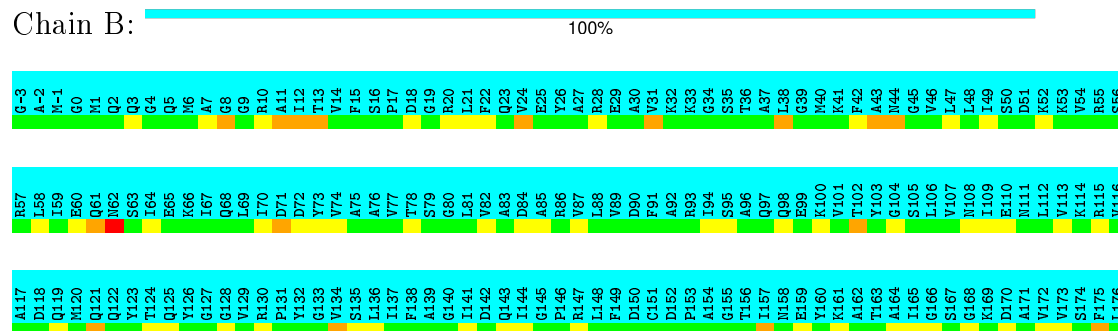 Chain B:
100%
G-3 A-2 M-1 G0 M1 Q2 Q3 G4 Q5 M6 A7 G8 G9 R10 A11 I12 T13 V14 F15 S16 P17 D18 G19 R20 L21 F22 Q23 V24 E25 Y26 A27 R28 E29 A30 V31 K32 K33 G34 S35 T36 A37 L38 G39 M40 K41 F42 A43 N44 G45 V46 L47 L48 I49 S50 D51 K52 K53 V54 R55 S56
R57 L58 I59 E60 Q61 N62 S63 I64 E65 K66 I67 Q68 L69 I70 D71 D72 Y73 V74 A75 A76 V77 T78 S79 G80 L81 V82 A83 D84 A85 R86 V87 L88 V89 D90 F91 A92 R93 I94 S95 A96 Q97 Q98 E99 K100 V101 T102 Y103 G104 S105 L106 V107 N108 I109 E110 N111 L112 V113 K114 R115
A117 D118 Q119 M120 Q121 Q122 Y123 T124 Q125 Y126 G127 G128 V129 R130 P131 Y132 G133 V134 S135 L136 I137 F138 A139 G140 I141 D142 Q143 I144 G145 P146 R147 L148 F149 D150 C151 D152 P153 A154 G155 T156 I157 N158 E159 Y160 K161 A162 T163 A164 I165 G166 S167 G168 K169 D170 A171 V172 V173 S174 F175